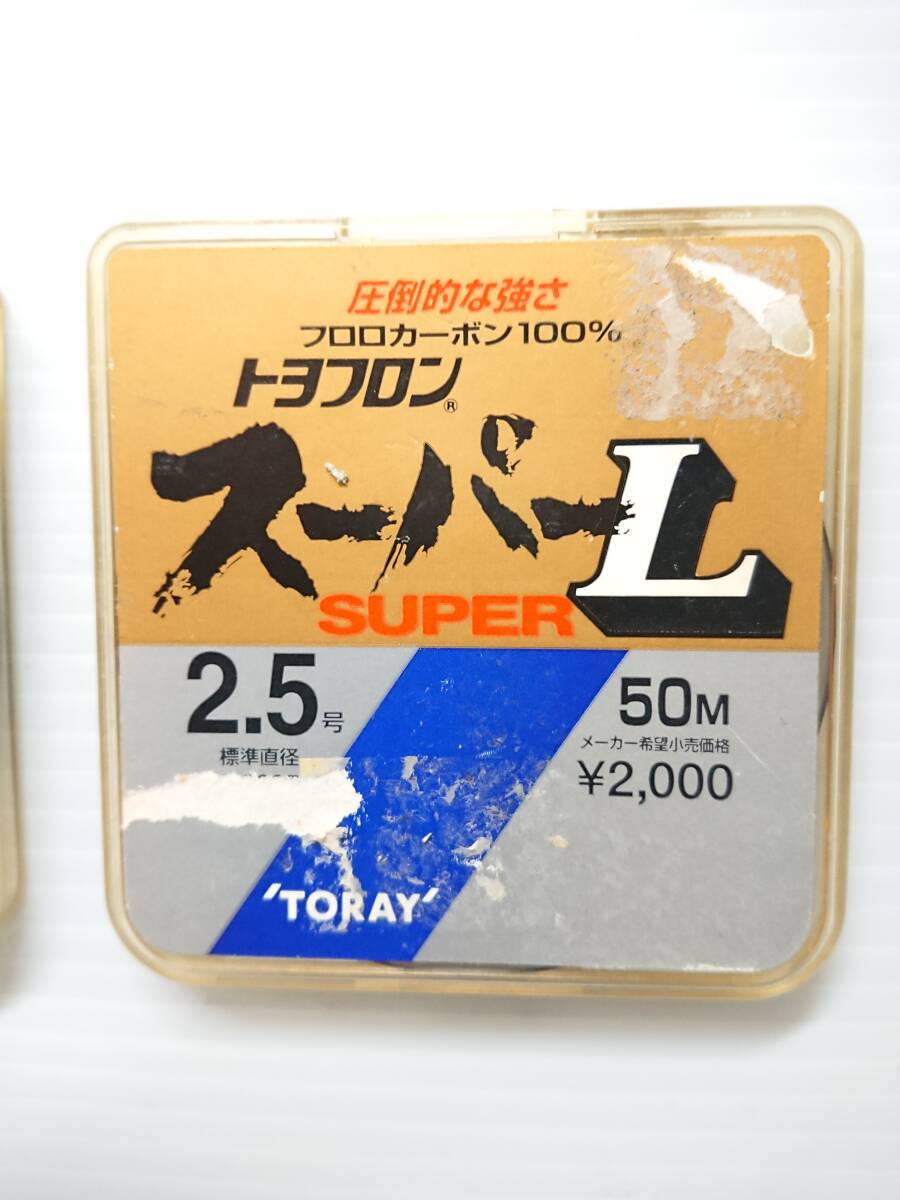 圧倒的な強さ
フロロカーボン100%
トヨフロン®
スーパーL
SUPER
2.5号
標準直径
50M
メーカー希望小売価格
¥2,000
'TORAY'